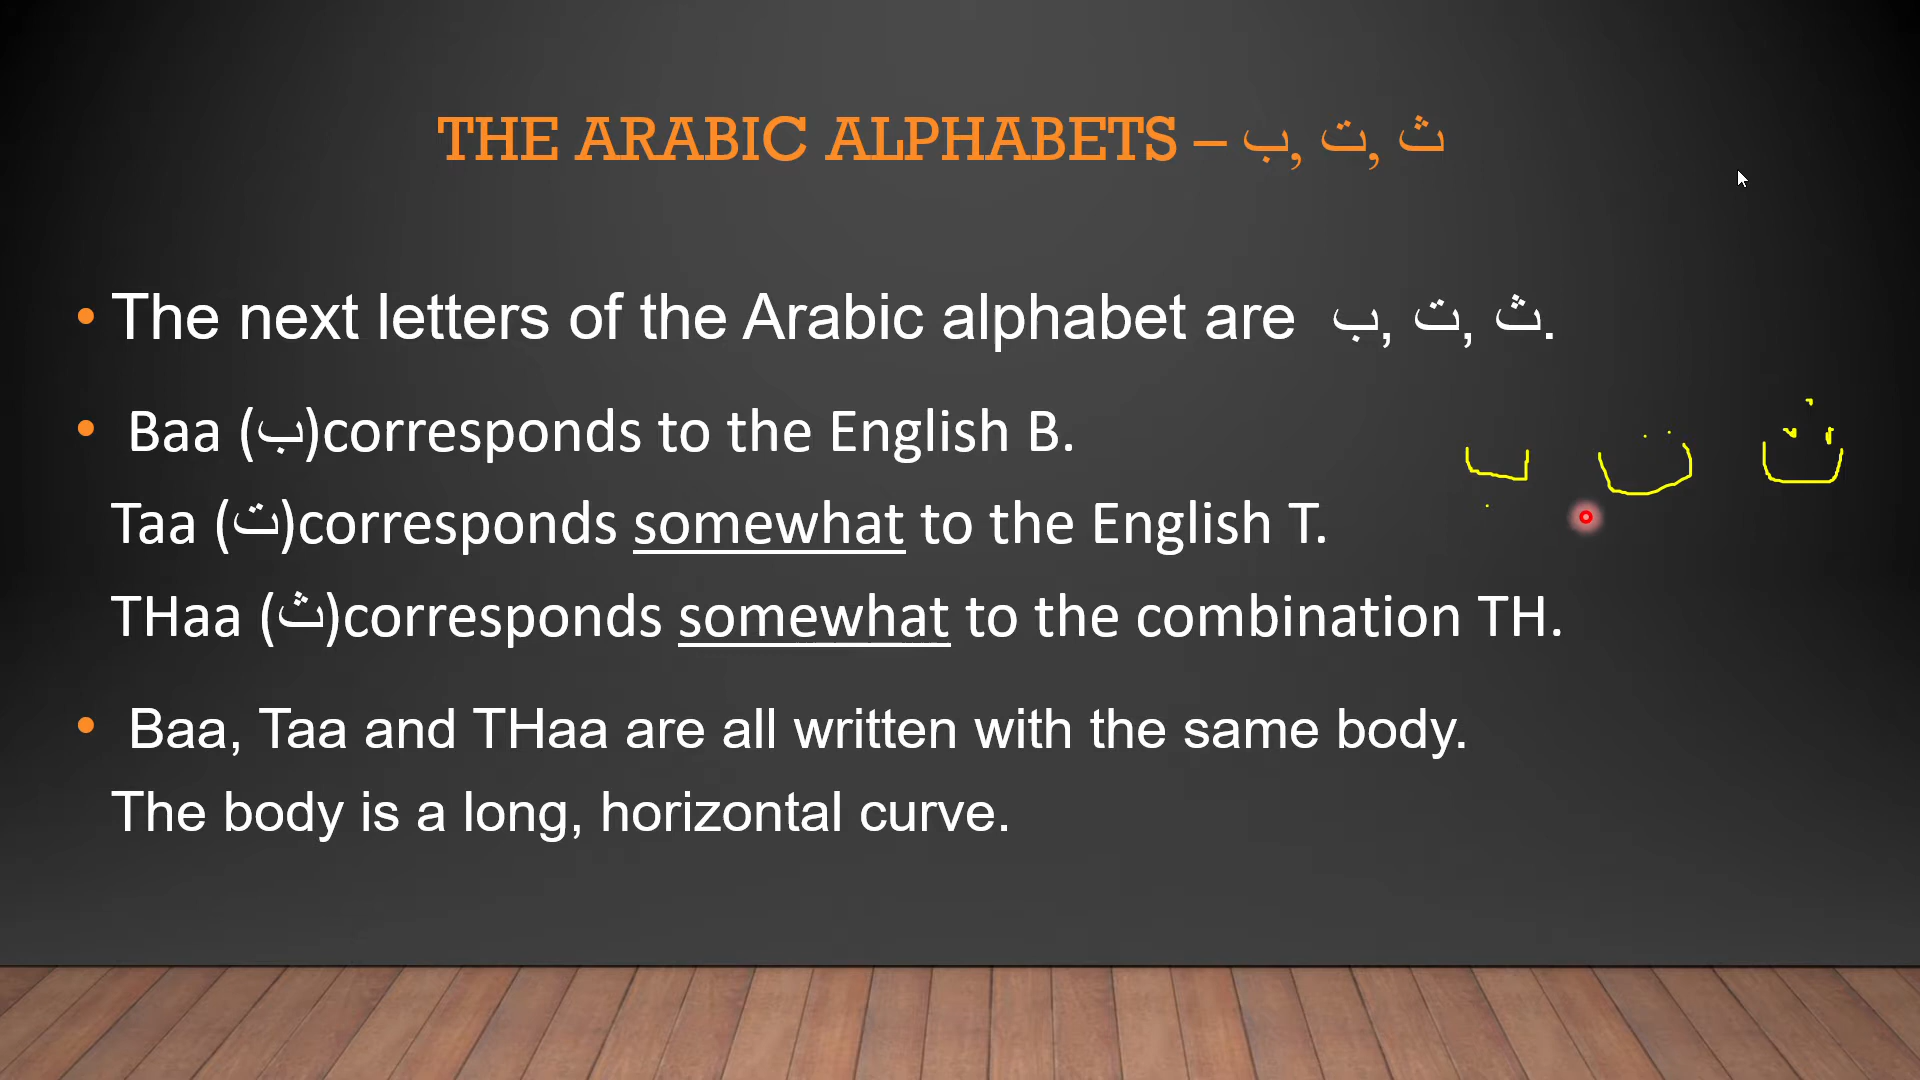 THE ARABIC ALPHABETS – ب, ت, ث
The next letters of the Arabic alphabet are ب, ت, ث.
Baa (ب)corresponds to the English B.
Taa (ت)corresponds somewhat to the English T.
THaa (ث)corresponds somewhat to the combination TH.
ب ت ث
Baa, Taa and THaa are all written with the same body.
The body is a long, horizontal curve.